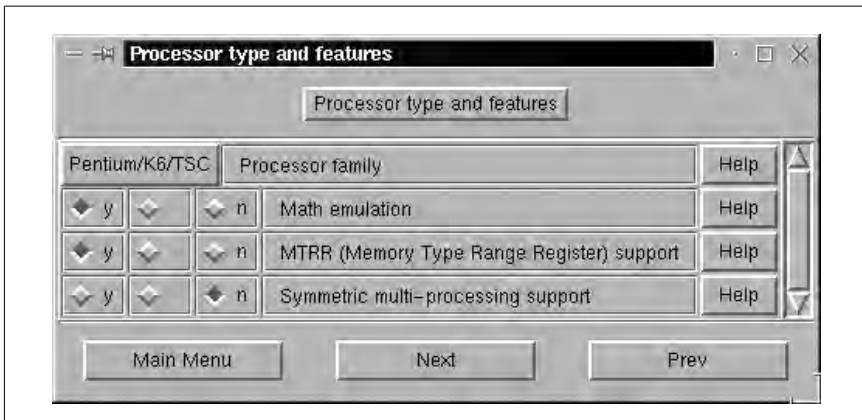 Processor type and features
Processor type and features
Pentium/K6/TSC Processor family Help
y n Math emulation Help
y n MTRR (Memory Type Range Register) support Help
y n Symmetric multi-processing support Help
Main Menu Next Prev